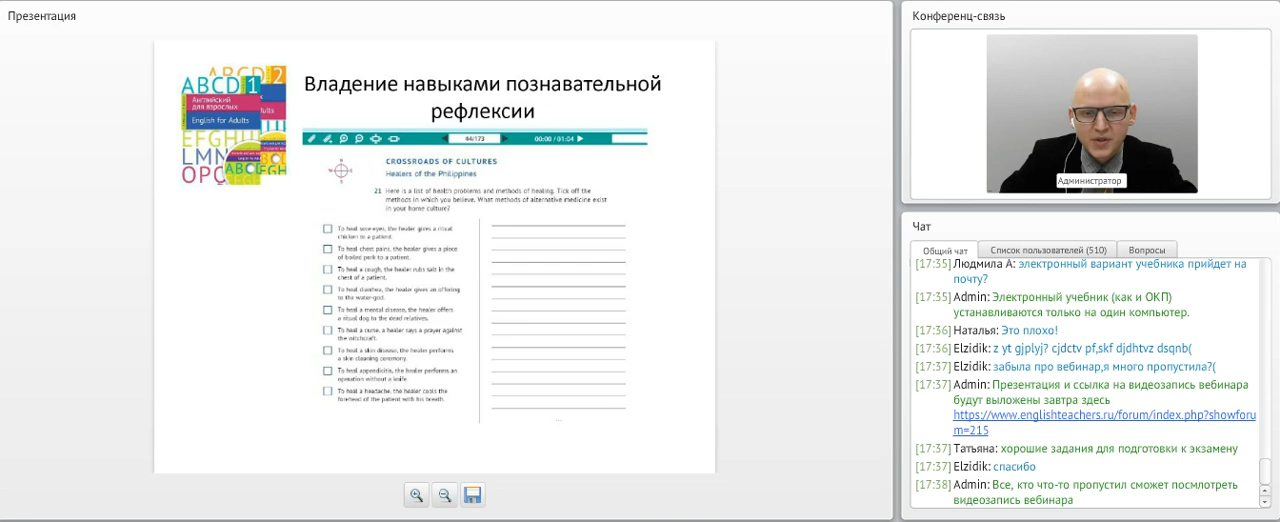 Презентация
ABCD 2
ABCD 1
Английский
для взрослых
English for Adults
Владение навыками познавательной
рефлексии
44/173
00:00 / 01:04
CROSSROADS OF CULTURES
Healers of the Philippines
21 Here is a list of health problems and methods of healing. Tick off the
methods in which you believe. What methods of alternative medicine exist
in your home culture?
To heal sore eyes, the healer gives a ritual
chicken to a patient.
To heal chest pains, the healer gives a piece
of boiled pork to a patient.
To heal a cough, the healer rubs salt in the
chest of a patient.
To heal diarrhea, the healer gives an offering
to the water-god.
To heal a mental disease, the healer offers
a ritual dog to the dead relatives.
To heal a curse, a healer says a prayer against
the witchcraft.
To heal a skin disease, the healer performs
a skin cleaning ceremony.
To heal appendicitis, the healer performs an
operation without a knife.
To heal a headache, the healer cools the
forehead of the patient with his breath.
Конференц-связь
Администратор
Чат
Общий чат
Список пользователей (510)
Вопросы
[17:35] Людмила А: электронный вариант учебника прийдет на
почту?
[17:35] Admin: Электронный учебник (как и ОКП)
устанавливаются только на один компьютер.
[17:36] Наталья: Это плохо!
[17:36] Elzidik: z yt gjplyj? cjdctv pf,skf djdhtvz dsqnb(
[17:37] Elzidik: забыла про вебинар,я много пропустила?(
[17:37] Admin: Презентация и ссылка на видеозапись вебинара
будут выложены завтра здесь
https://www.englishteachers.ru/forum/index.php?showforu
m=215
[17:37] Татьяна: хорошие задания для подготовки к экзамену
[17:37] Elzidik: спасибо
[17:38] Admin: Все, кто что-то пропустил сможет посмлотреть
видеозапись вебинара